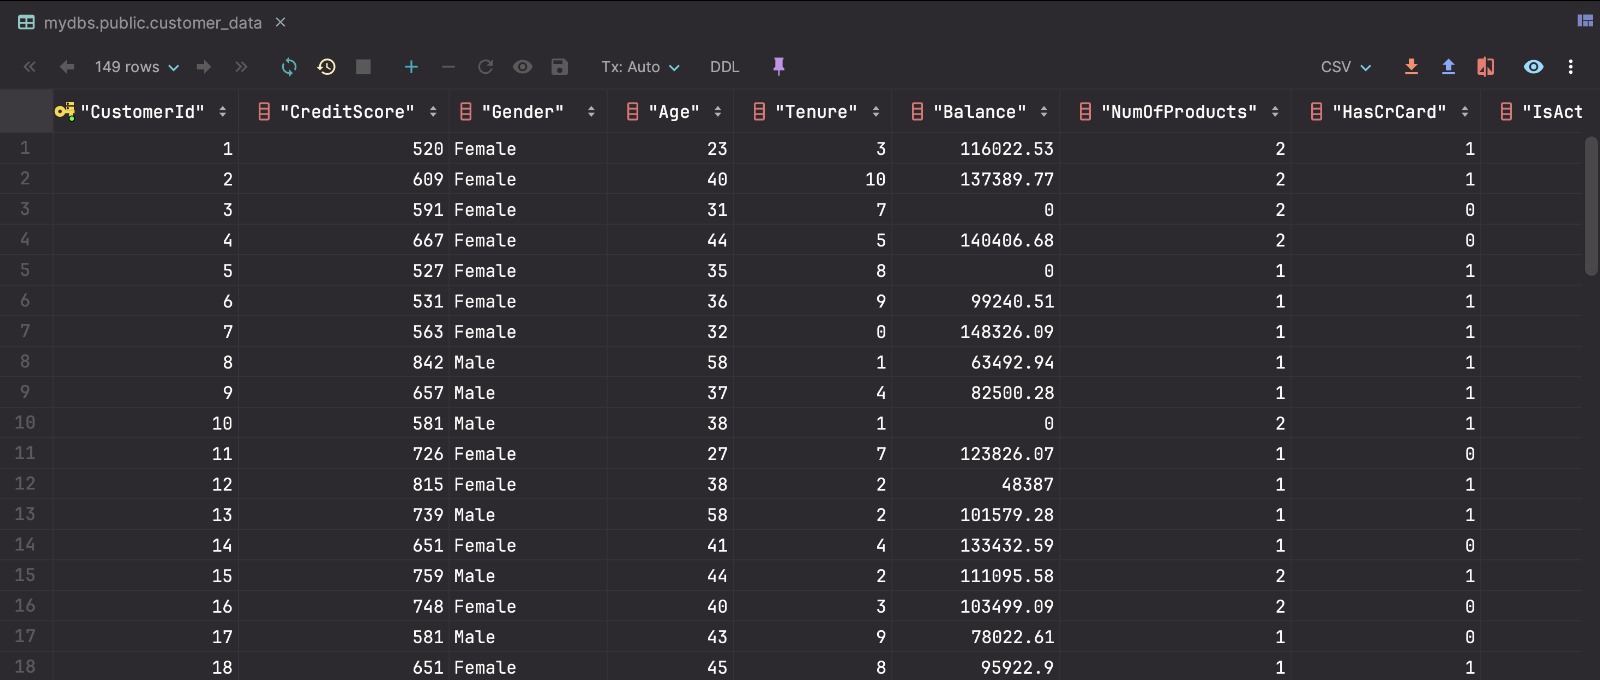 mydbs.public.customer_data
149 rows Tx: Auto DDL CSV
"CustomerId" "CreditScore" "Gender" "Age" "Tenure" "Balance" "NumOfProducts" "HasCrCard" "IsAct
1 1 520 Female 23 3 116022.53 2 1
2 2 609 Female 40 10 137389.77 2 1
3 3 591 Female 31 7 0 2 0
4 4 667 Female 44 5 140406.68 2 0
5 5 527 Female 35 8 0 1 1
6 6 531 Female 36 9 99240.51 1 1
7 7 563 Female 32 0 148326.09 1 1
8 8 842 Male 58 1 63492.94 1 1
9 9 657 Male 37 4 82500.28 1 1
10 10 581 Male 38 1 0 2 1
11 11 726 Female 27 7 123826.07 1 0
12 12 815 Female 38 2 48387 1 1
13 13 739 Male 58 2 101579.28 1 1
14 14 651 Female 41 4 133432.59 1 0
15 15 759 Male 44 2 111095.58 2 1
16 16 748 Female 40 3 103499.09 2 0
17 17 581 Male 43 9 78022.61 1 0
18 18 651 Female 45 8 95922.9 1 1